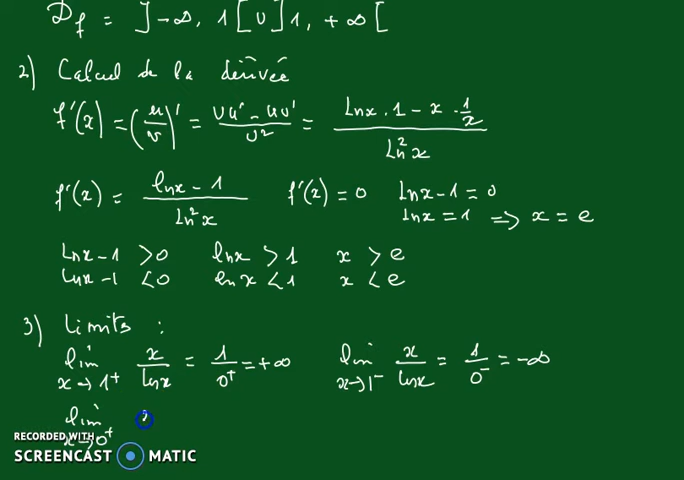 Df = ]-∞, 1[ U ]1, +∞[
2) Calcul de la dérivée
f'(x) = (u/v)' = (vu' - uv')/v² = (lnx · 1 - x · 1/x)/ln²x
f'(x) = (lnx - 1)/ln²x f'(x) = 0 lnx - 1 = 0
lnx = 1 => x = e
lnx - 1 > 0 lnx > 1 x > e
lnx - 1 < 0 lnx < 1 x < e
3) Limits :
lim x→1⁺ x/lnx = 1/0⁺ = +∞ lim x→1⁻ x/lnx = 1/0⁻ = -∞
lim x→0⁺
RECORDED WITH
SCREENCAST MATIC